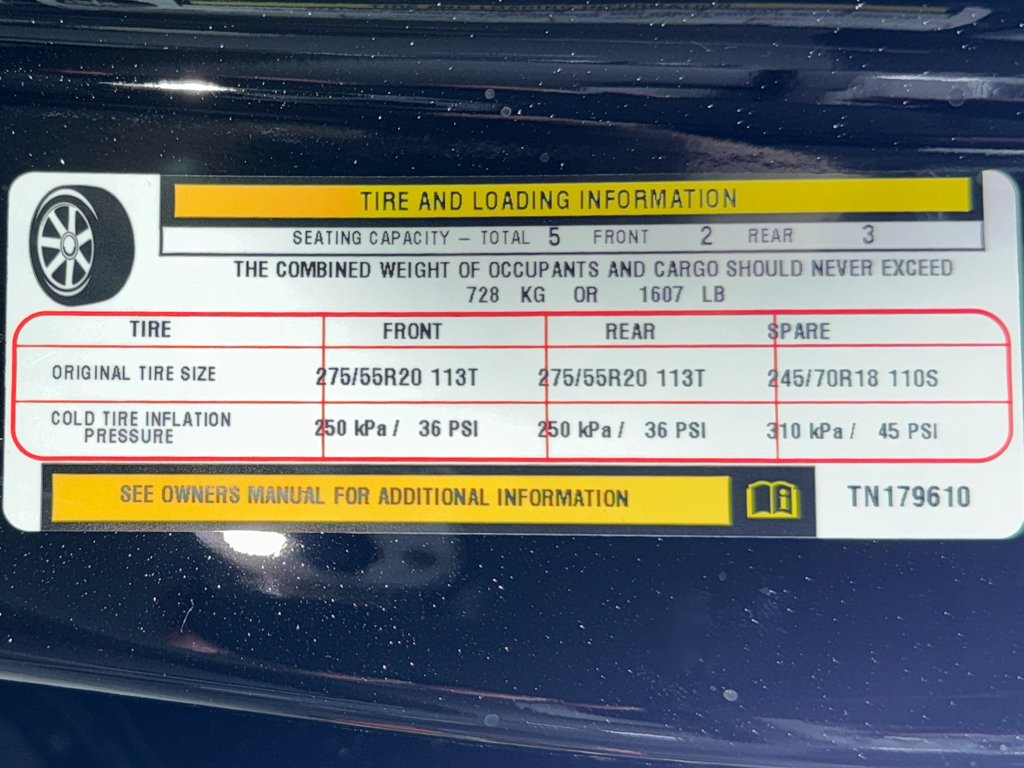 TIRE AND LOADING INFORMATION
SEATING CAPACITY – TOTAL 5 FRONT 2 REAR 3
THE COMBINED WEIGHT OF OCCUPANTS AND CARGO SHOULD NEVER EXCEED
728 KG OR 1607 LB
TIRE FRONT REAR SPARE
ORIGINAL TIRE SIZE 275/55R20 113T 275/55R20 113T 245/70R18 110S
COLD TIRE INFLATION
PRESSURE 250 kPa / 36 PSI 250 kPa / 36 PSI 310 kPa / 45 PSI
SEE OWNERS MANUAL FOR ADDITIONAL INFORMATION
TN179610